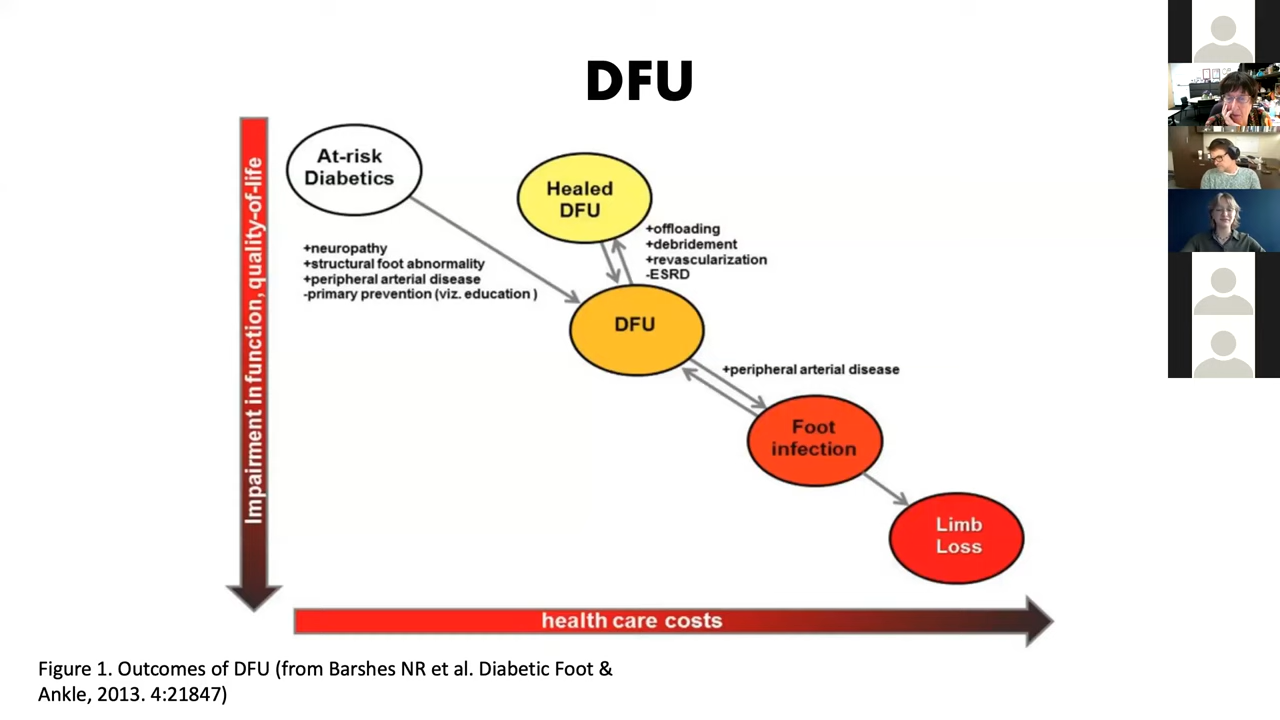 DFU
Impairment in function, quality-of-life
At-risk
Diabetics
Healed
DFU
+offloading
+debridement
+revascularization
-ESRD
+neuropathy
+structural foot abnormality
+peripheral arterial disease
-primary prevention (viz. education )
DFU
+peripheral arterial disease
Foot
infection
Limb
Loss
health care costs
Figure 1. Outcomes of DFU (from Barshes NR et al. Diabetic Foot &
Ankle, 2013. 4:21847)